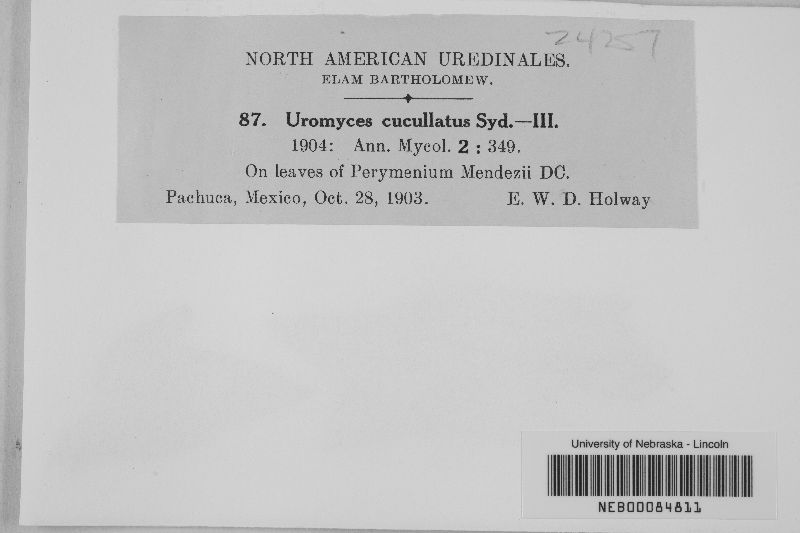 24257
NORTH AMERICAN UREDINALES.
ELAM BARTHOLOMEW.
87. Uromyces cucullatus Syd.—III.
1904: Ann. Mycol. 2 : 349.
On leaves of Perymenium Mendezii DC.
Pachuca, Mexico, Oct. 28, 1903. E. W. D. Holway
University of Nebraska - Lincoln
NEB00084811